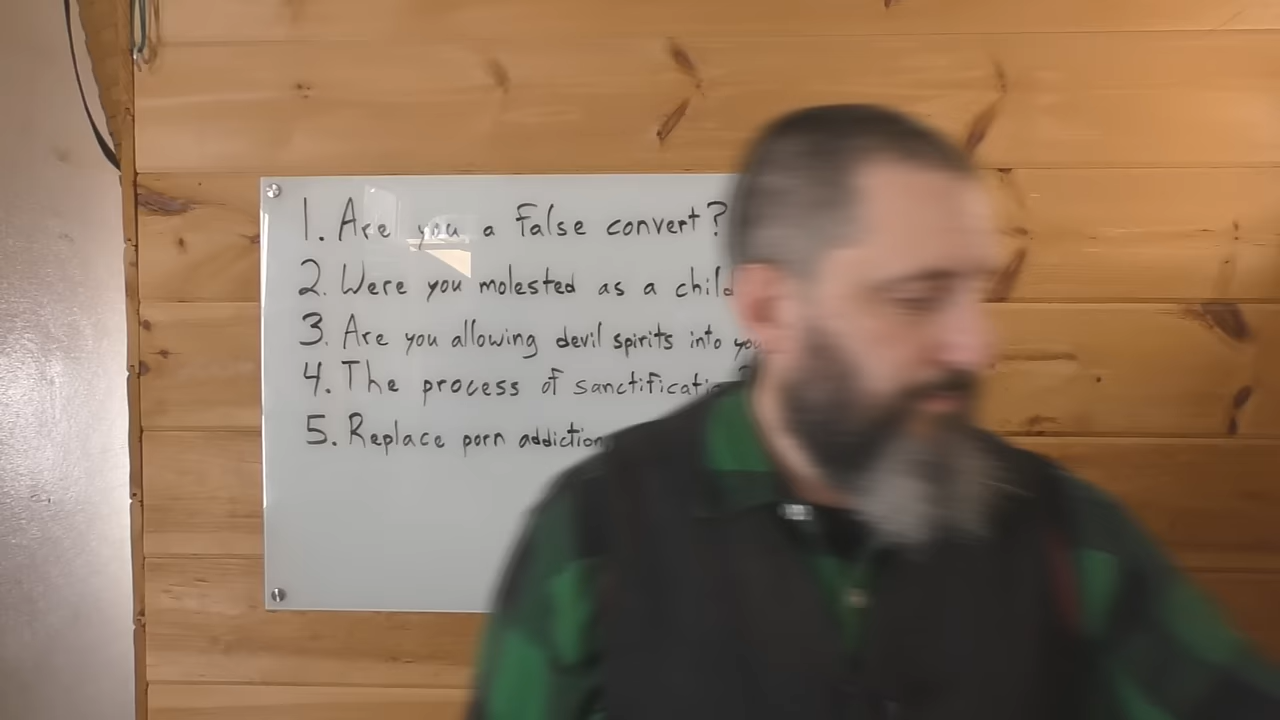 1. Are you a False convert?
2. Were you molested as a child
3. Are you allowing devil spirits into
4. The process of
5. Replace porn addiction